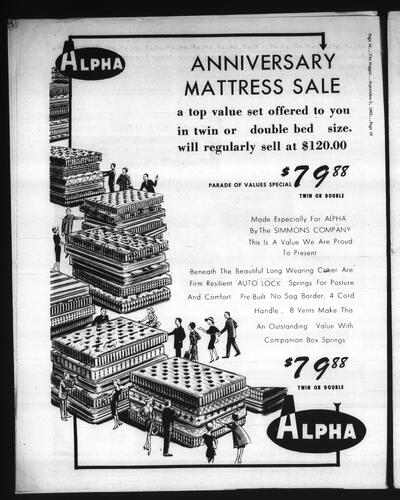 ALPHA
ANNIVERSARY
MATTRESS SALE
a top value set offered to you
in twin or double bed size.
will regularly sell at $120.00
PARADE OF VALUES SPECIAL $79.88
TWIN OR DOUBLE
Made Especially For ALPHA
By The SIMMONS COMPANY
This Is A Value We Are Proud
To Present
Beneath The Beautiful Long Wearing Cover Are
Firm Resilient AUTO LOCK Springs For Posture
And Comfort Pre-Built No Sag Border, 4 Cord
Handle, 8 Vents Make This
An Outstanding Value With
Companion Box Springs
$79.88
TWIN OR DOUBLE
ALPHA